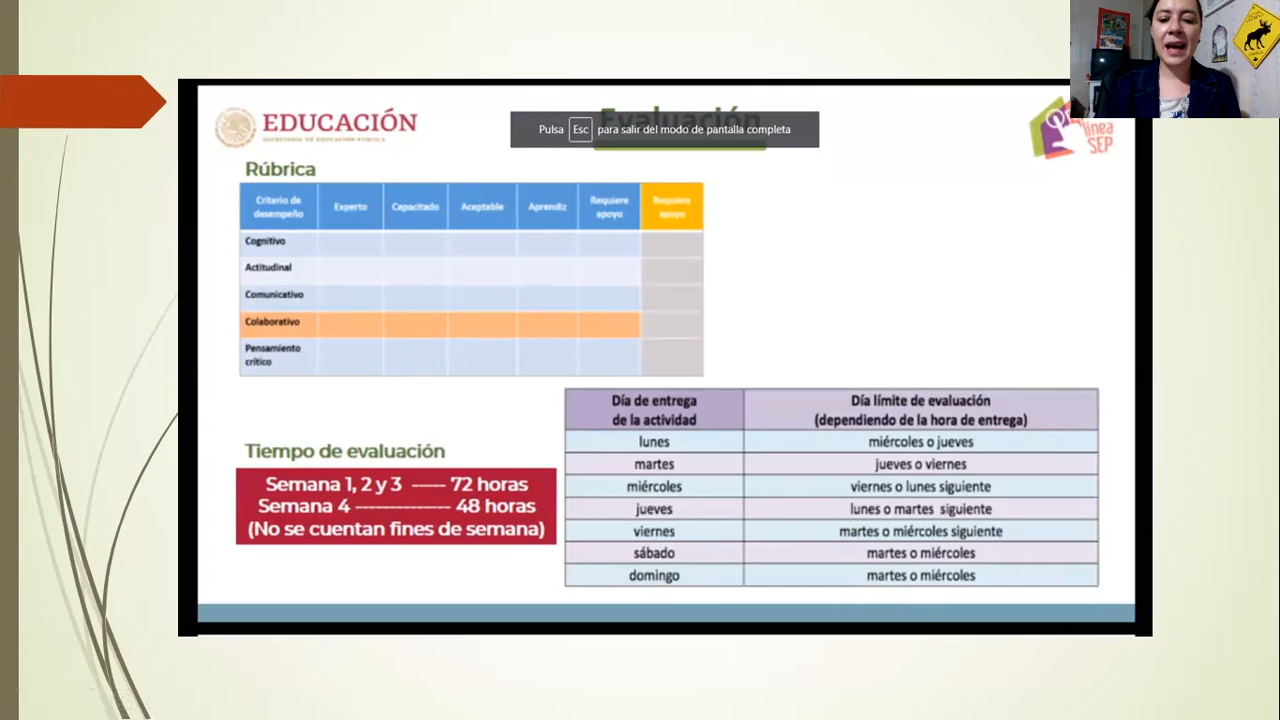 EDUCACIÓN
SECRETARÍA DE EDUCACIÓN PÚBLICA
Evaluación
Pulsa Esc para salir del modo de pantalla completa
línea
SEP
Rúbrica
Criterio de desempeño Experto Capacitado Aceptable Aprendiz Requiere apoyo Requiere apoyo
Cognitivo
Actitudinal
Comunicativo
Colaborativo
Pensamiento
crítico
Tiempo de evaluación
Semana 1, 2 y 3 ----- 72 horas
Semana 4 -------------- 48 horas
(No se cuentan fines de semana)
Día de entrega de la actividad Día límite de evaluación (dependiendo de la hora de entrega)
lunes miércoles o jueves
martes jueves o viernes
miércoles viernes o lunes siguiente
jueves lunes o martes siguiente
viernes martes o miércoles siguiente
sábado martes o miércoles
domingo martes o miércoles